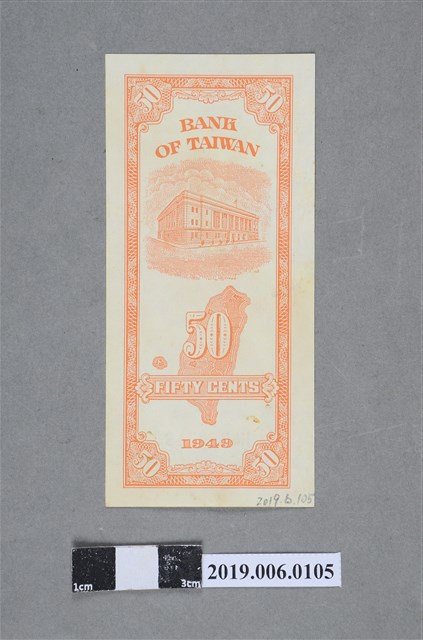 50 50
BANK
OF TAIWAN
50
FIFTY CENTS
1949
50 50
2019.6.105
1cm 3cm
2019.006.0105